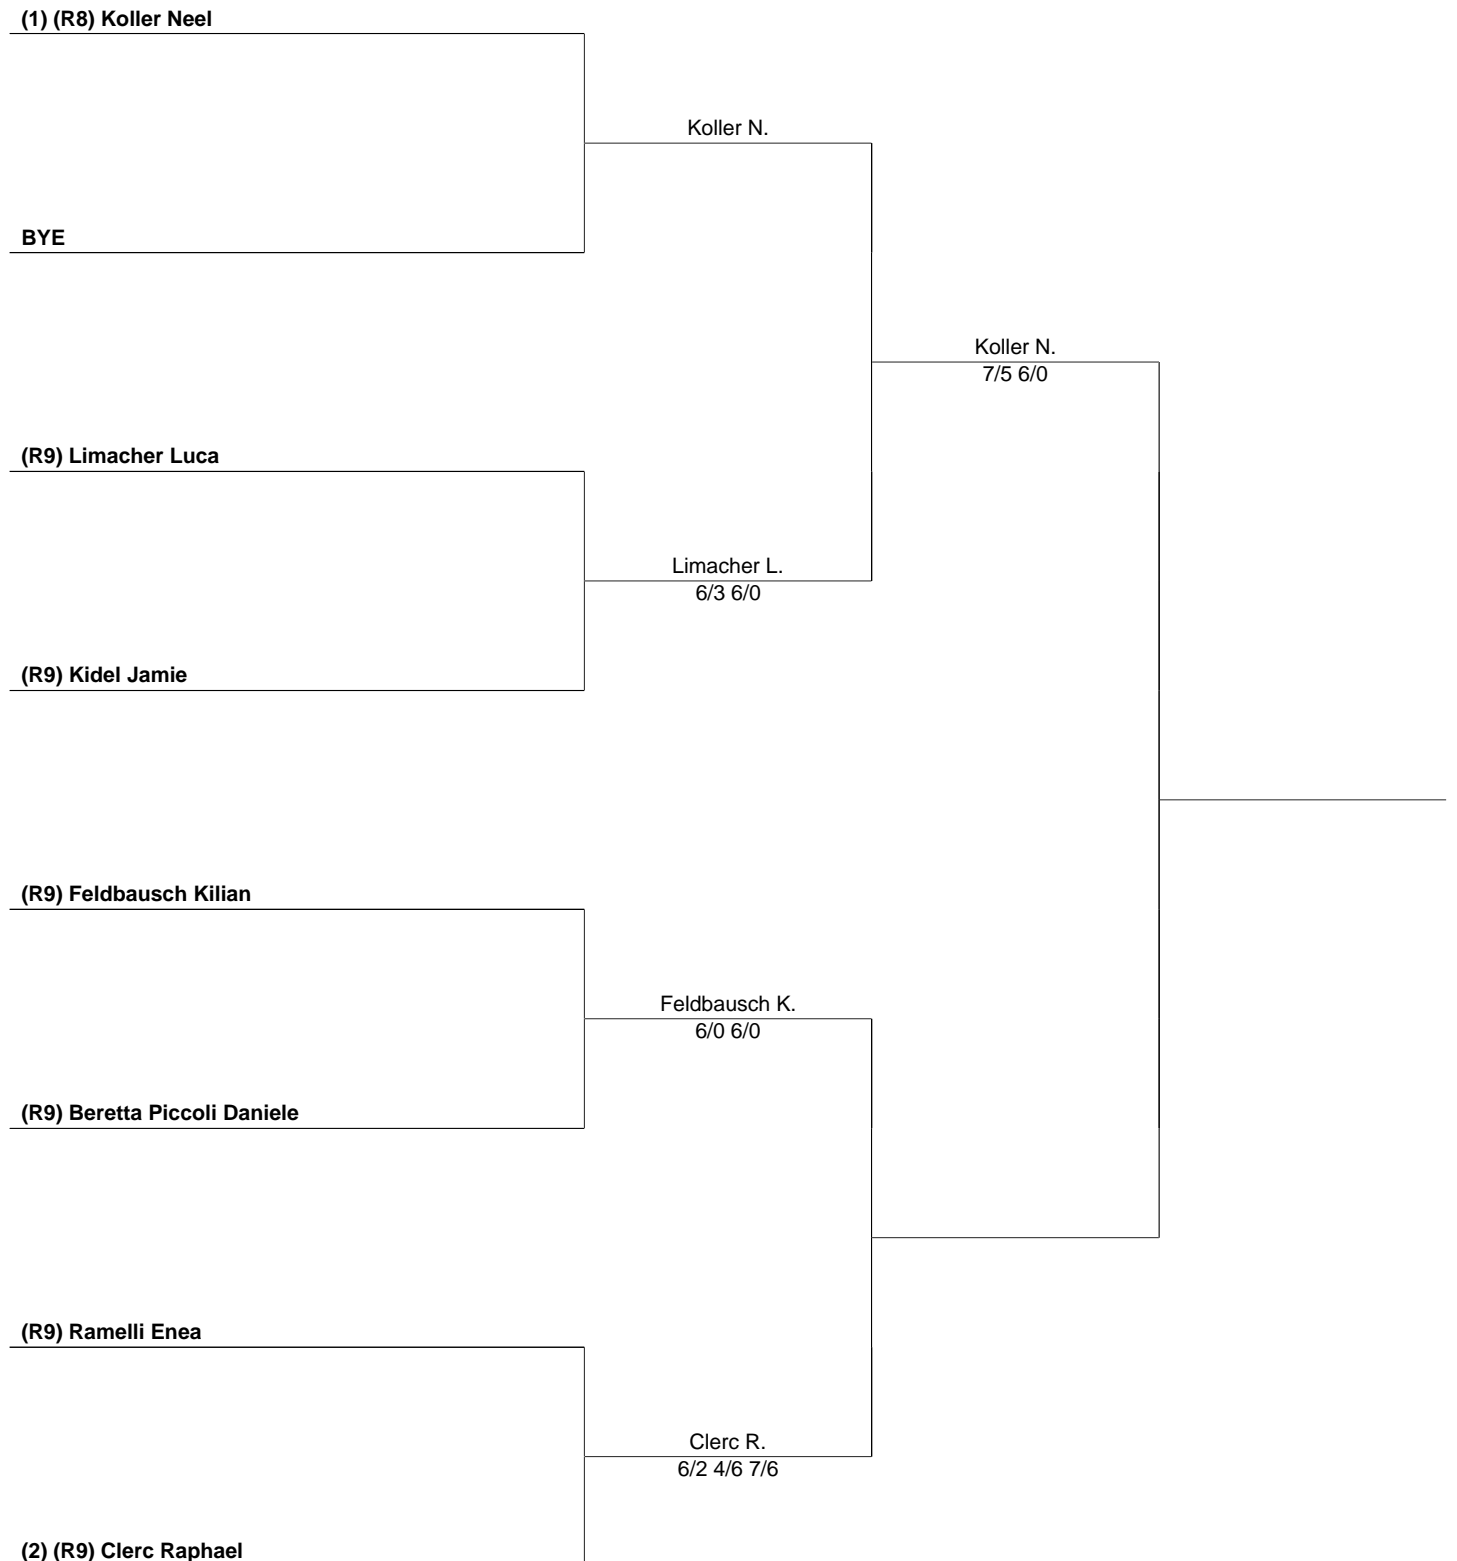 (1) (R8) Koller Neel
Koller N.
BYE
Koller N.
7/5 6/0
(R9) Limacher Luca
Limacher L.
6/3 6/0
(R9) Kidel Jamie
(R9) Feldbausch Kilian
Feldbausch K.
6/0 6/0
(R9) Beretta Piccoli Daniele
(R9) Ramelli Enea
Clerc R.
6/2 4/6 7/6
(2) (R9) Clerc Raphael